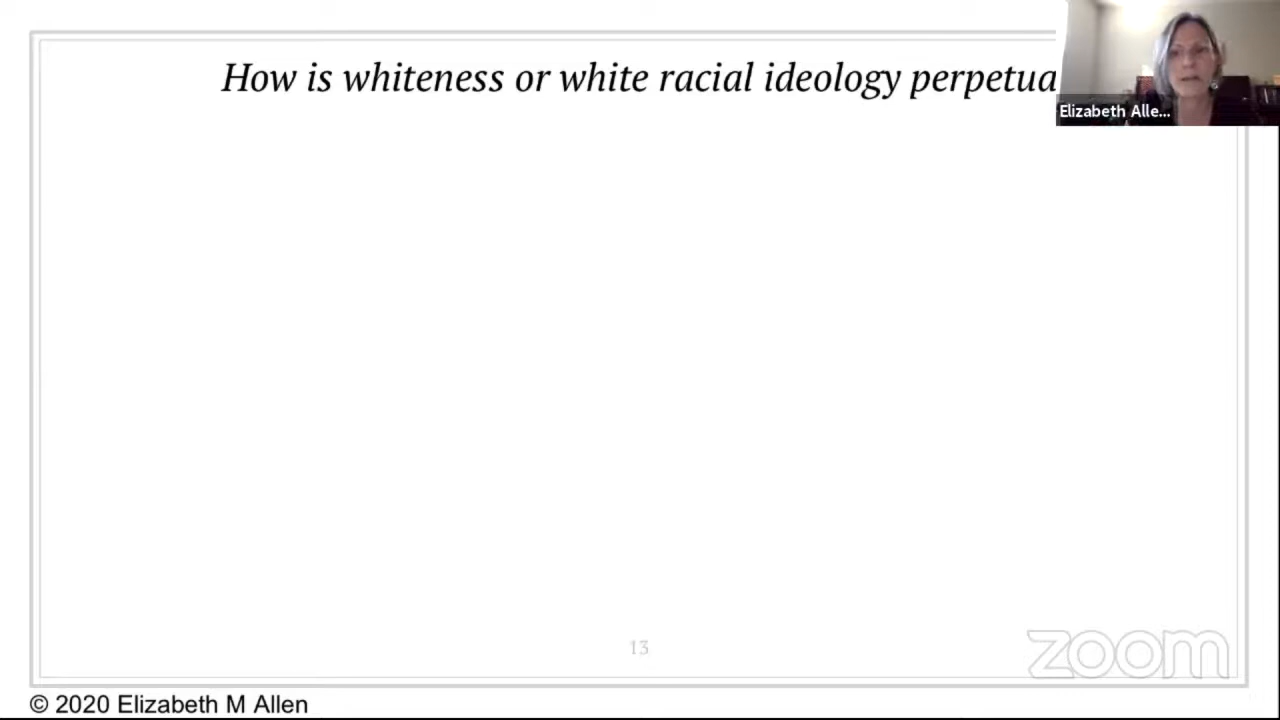 How is whiteness or white racial ideology perpetua
Elizabeth Alle...
13
zoom
© 2020 Elizabeth M Allen